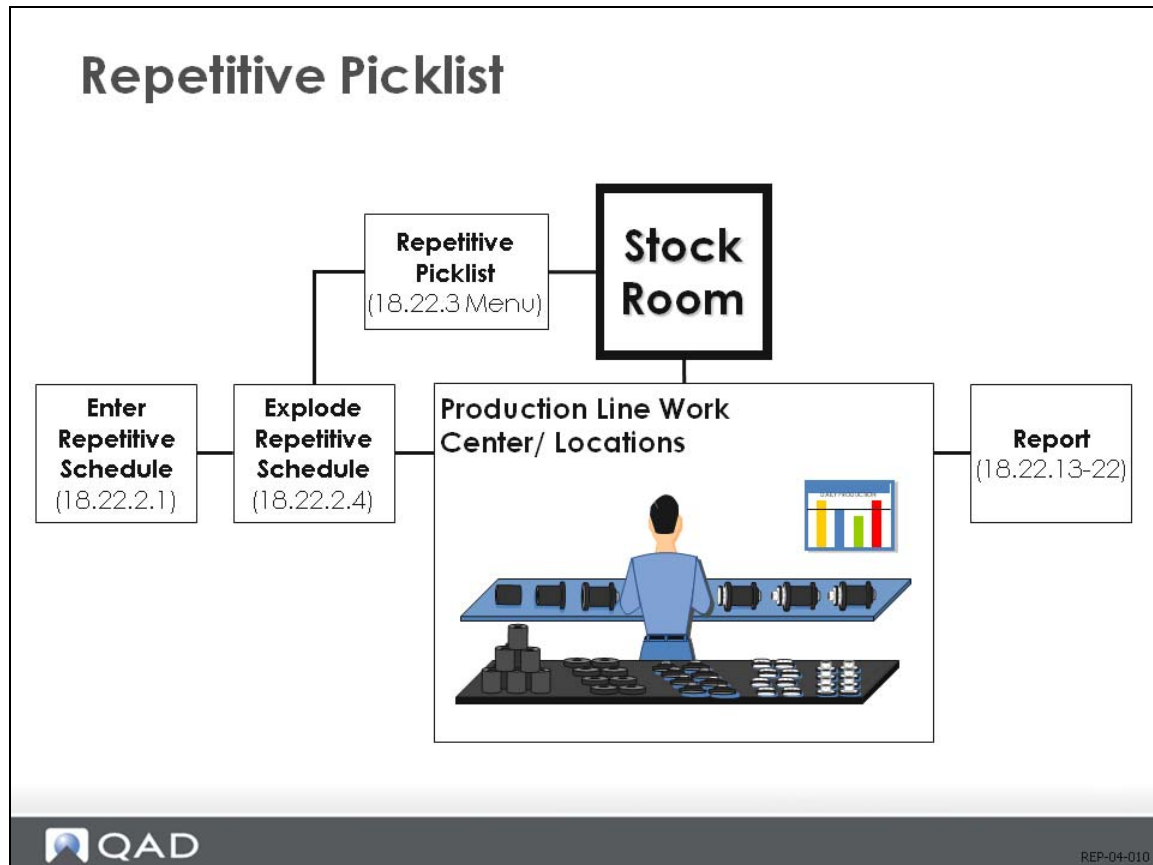 Repetitive Picklist
Repetitive
Picklist
(18.22.3 Menu)
Stock
Room
Enter
Repetitive
Schedule
(18.22.2.1)
Explode
Repetitive
Schedule
(18.22.2.4)
Production Line Work
Center/ Locations
DAILY PRODUCTION
Report
(18.22.13-22)
QAD
REP-04-010